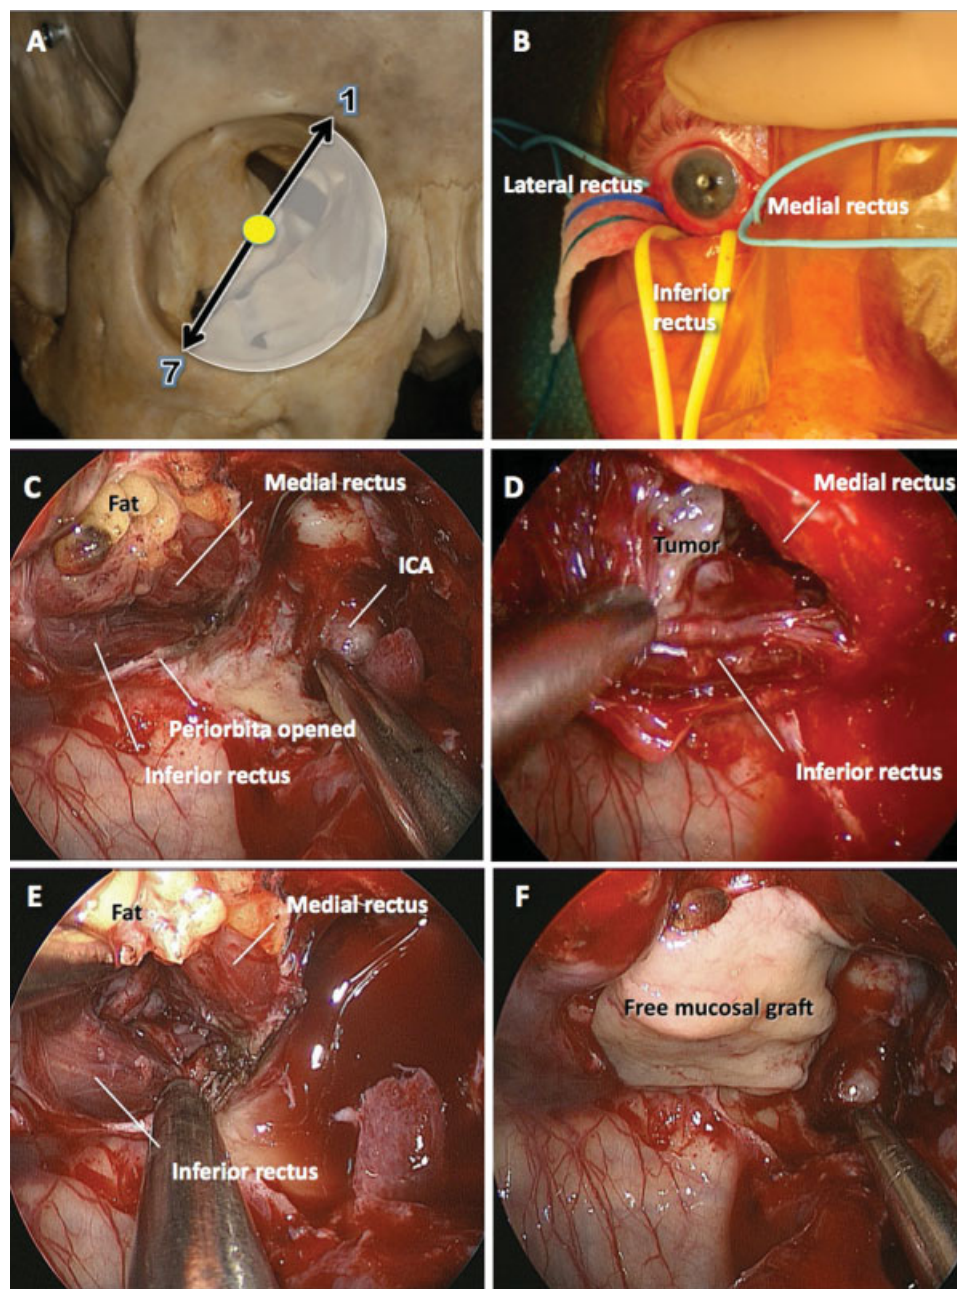 A
1
7
B
Lateral rectus
Medial rectus
Inferior
rectus
C
Fat
Medial rectus
ICA
Periorbita opened
Inferior rectus
D
Medial rectus
Tumor
Inferior rectus
E
Fat
Medial rectus
Inferior rectus
F
Free mucosal graft